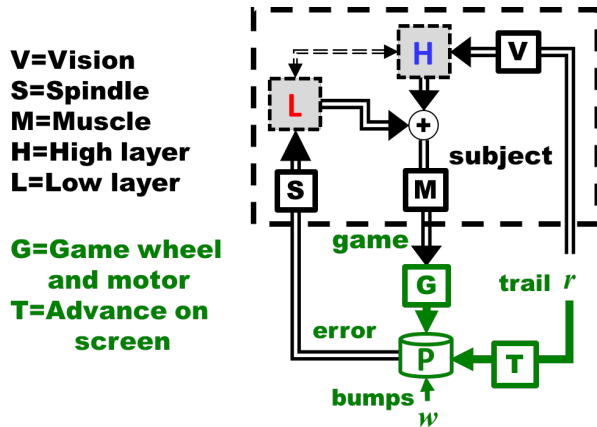 V=Vision
S=Spindle
M=Muscle
H=High layer
L=Low layer
G=Game wheel
and motor
T=Advance on
screen
H
V
L
+
subject
S
M
game
G
trail r
error
P
T
bumps
w